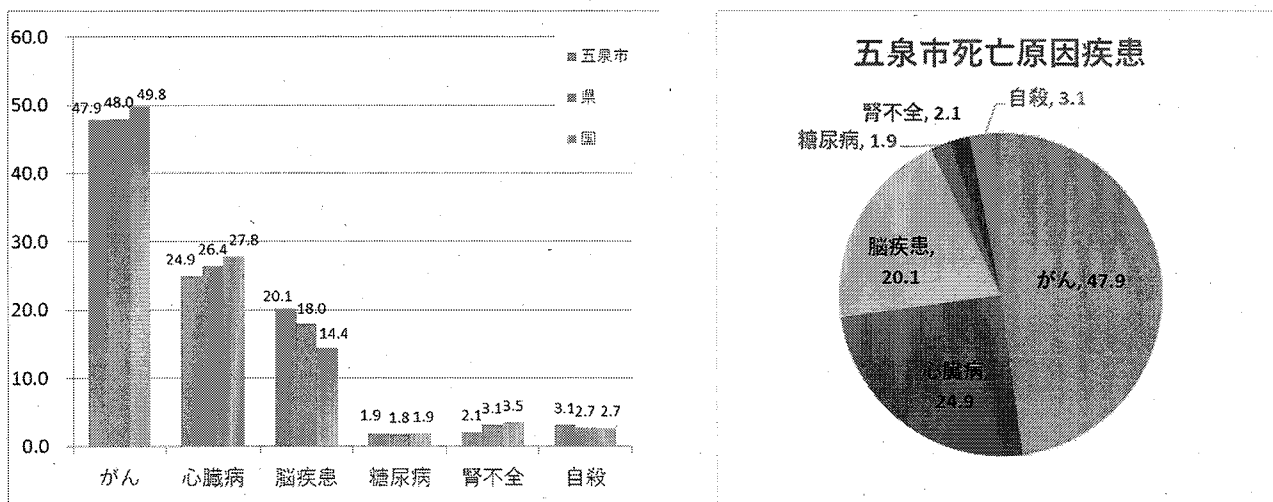 60.0
50.0
40.0
30.0
20.0
10.0
0.0
47.9 48.0 49.8
24.9 26.4 27.8
20.1 18.0 14.4
1.9 1.8 1.9
2.1 3.1 3.5
3.1 2.7 2.7
がん 心臓病 脳疾患 糖尿病 腎不全 自殺
■五泉市
■県
■国
五泉市死亡原因疾患
自殺, 3.1
腎不全, 2.1
糖尿病, 1.9
脳疾患,
20.1
がん, 47.9
心臓病,
24.9